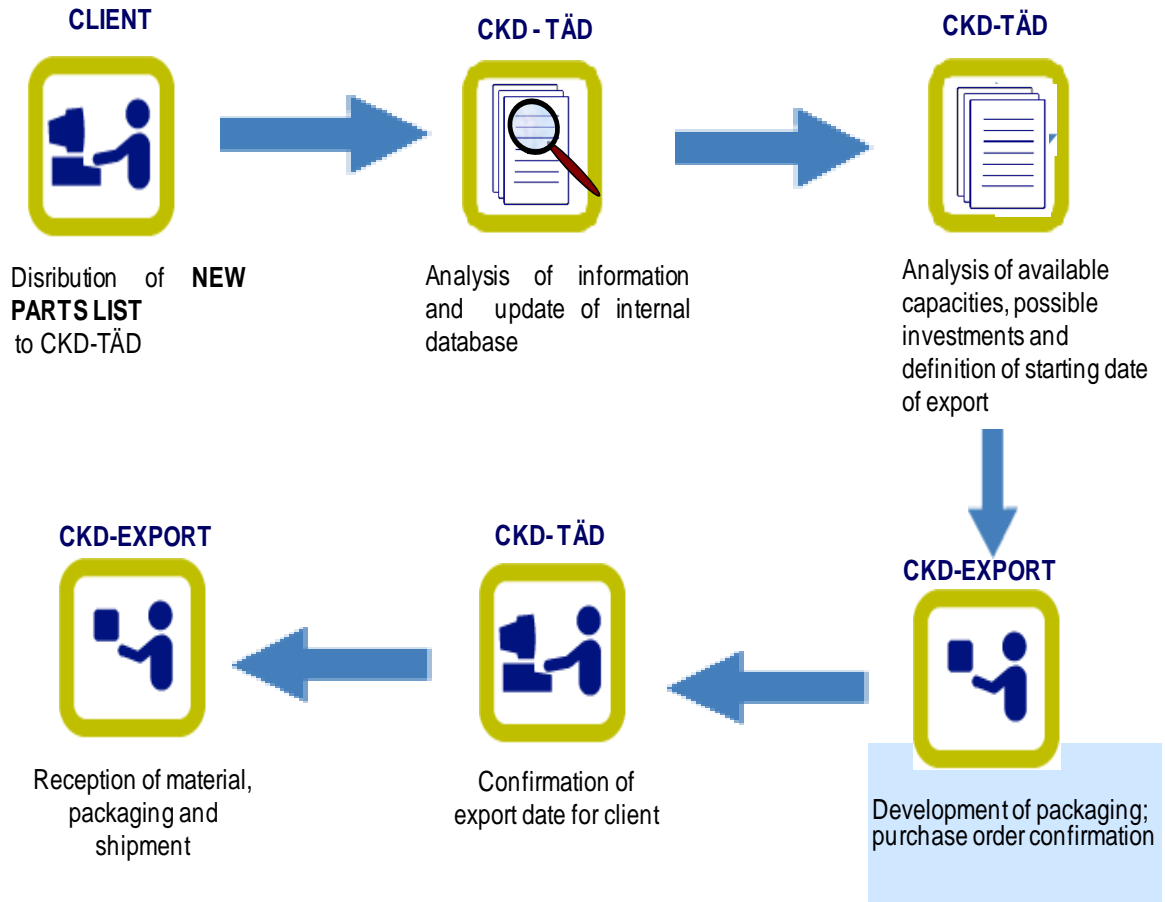 CLIENT
Disribution of NEW
PARTS LIST
to CKD-TÄD
CKD - TÄD
Analysis of information
and update of internal
database
CKD-TÄD
Analysis of available
capacities, possible
investments and
definition of starting date
of export
CKD-EXPORT
Development of packaging;
purchase order confirmation
CKD- TÄD
Confirmation of
export date for client
CKD-EXPORT
Reception of material,
packaging and
shipment